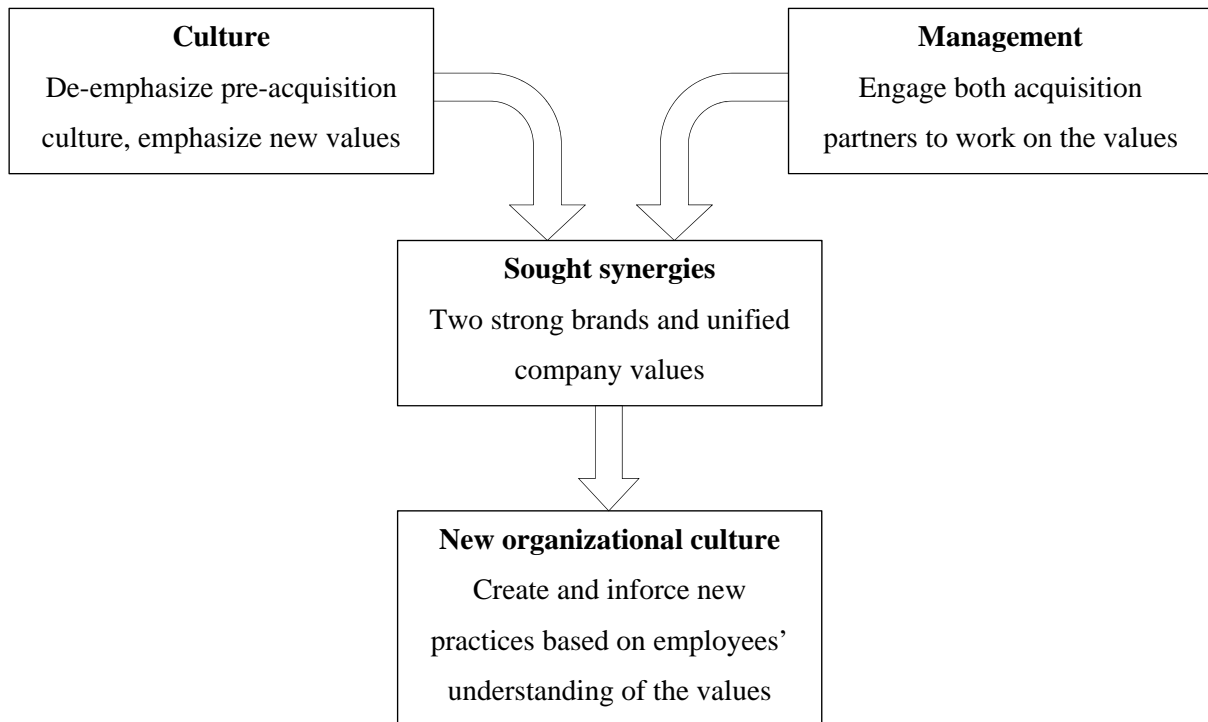 Culture
De-emphasize pre-acquisition
culture, emphasize new values
Management
Engage both acquisition
partners to work on the values
Sought synergies
Two strong brands and unified
company values
New organizational culture
Create and inforce new
practices based on employees’
understanding of the values